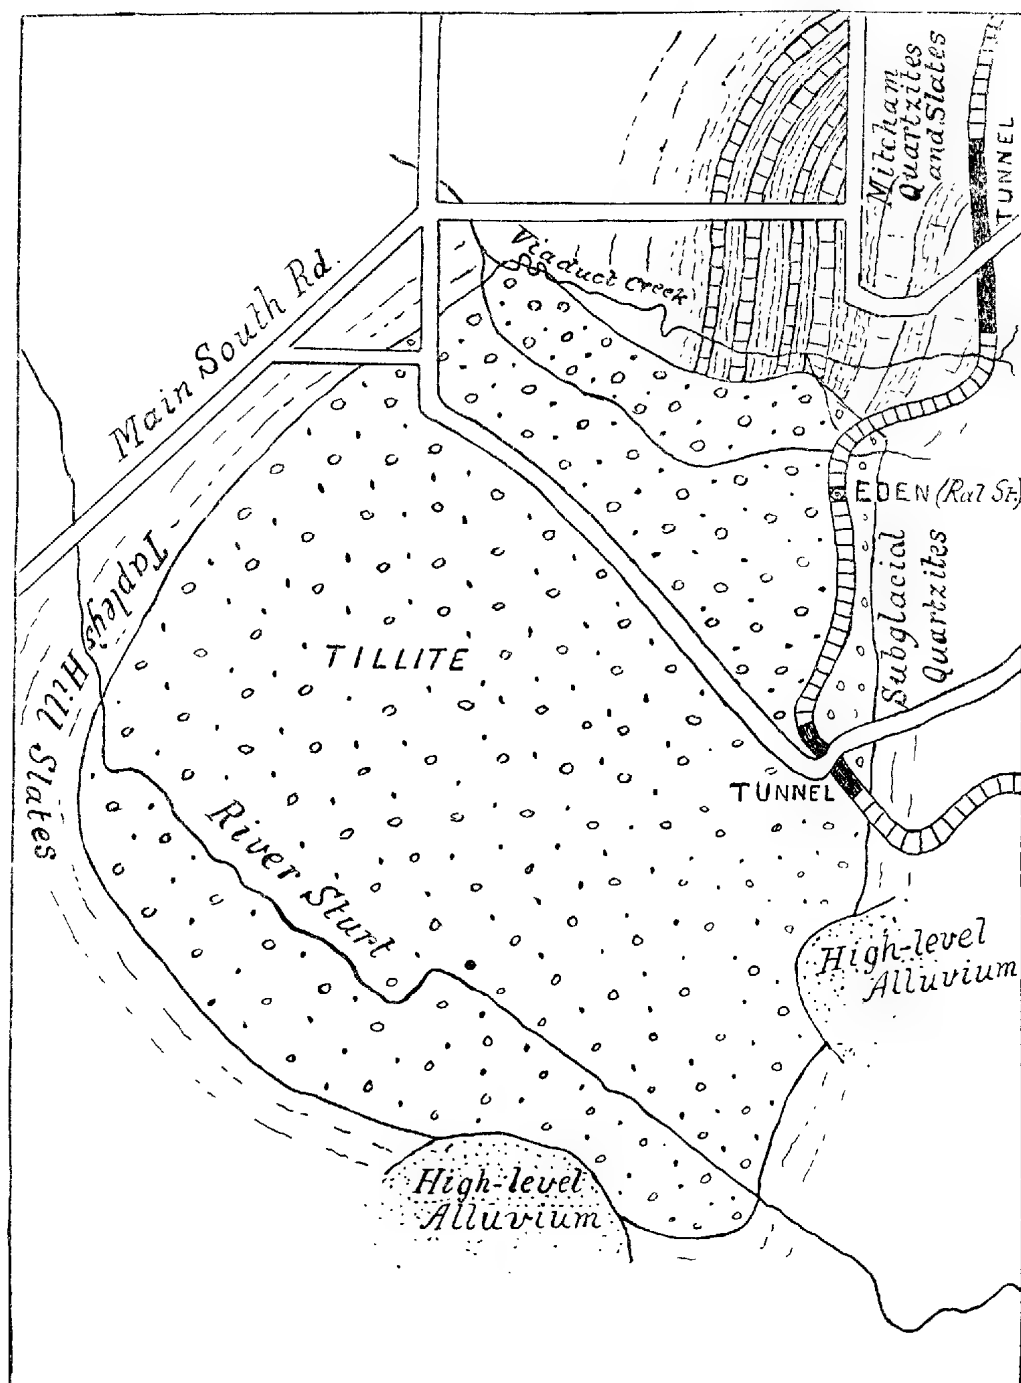 Mitcham
Quartzites
and Slates
TUNNEL
Main South Rd.
Viaduct Creek
EDEN (Ral St.)
Tapley's Hill Slates
Subglacial
Quartzites
TILLITE
TUNNEL
River Sturt
High-level
Alluvium
High-level
Alluvium